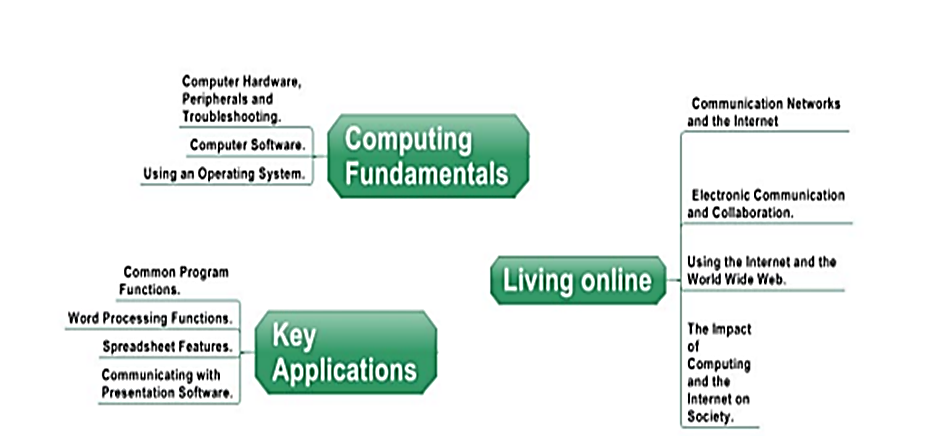 Computer Hardware,
Peripherals and
Troubleshooting.
Computer Software.
Using an Operating System.
Computing
Fundamentals
Common Program
Functions.
Word Processing Functions.
Spreadsheet Features.
Communicating with
Presentation Software.
Key
Applications
Living online
Communication Networks
and the Internet
Electronic Communication
and Collaboration.
Using the Internet and the
World Wide Web.
The Impact
of
Computing
and the
Internet on
Society.